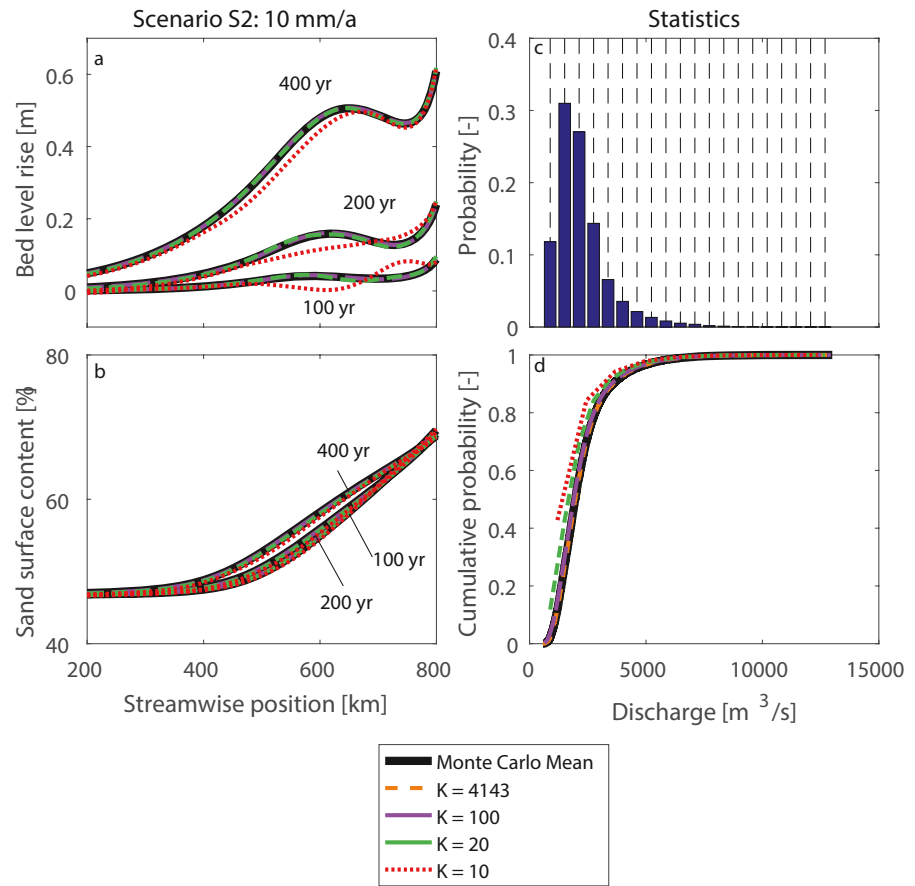 Scenario S2: 10 mm/a
Statistics
a
400 yr
200 yr
100 yr
Bed level rise [m]
0.6
0.4
0.2
0
c
Probability [-]
0.4
0.3
0.2
0.1
0
b
400 yr
100 yr
200 yr
Sand surface content [%]
80
60
40
200
400
600
800
Streamwise position [km]
d
Cumulative probability [-]
1
0.8
0.6
0.4
0.2
0
0
5000
10000
15000
Discharge [m ³/s]
Monte Carlo Mean
K = 4143
K = 100
K = 20
K = 10